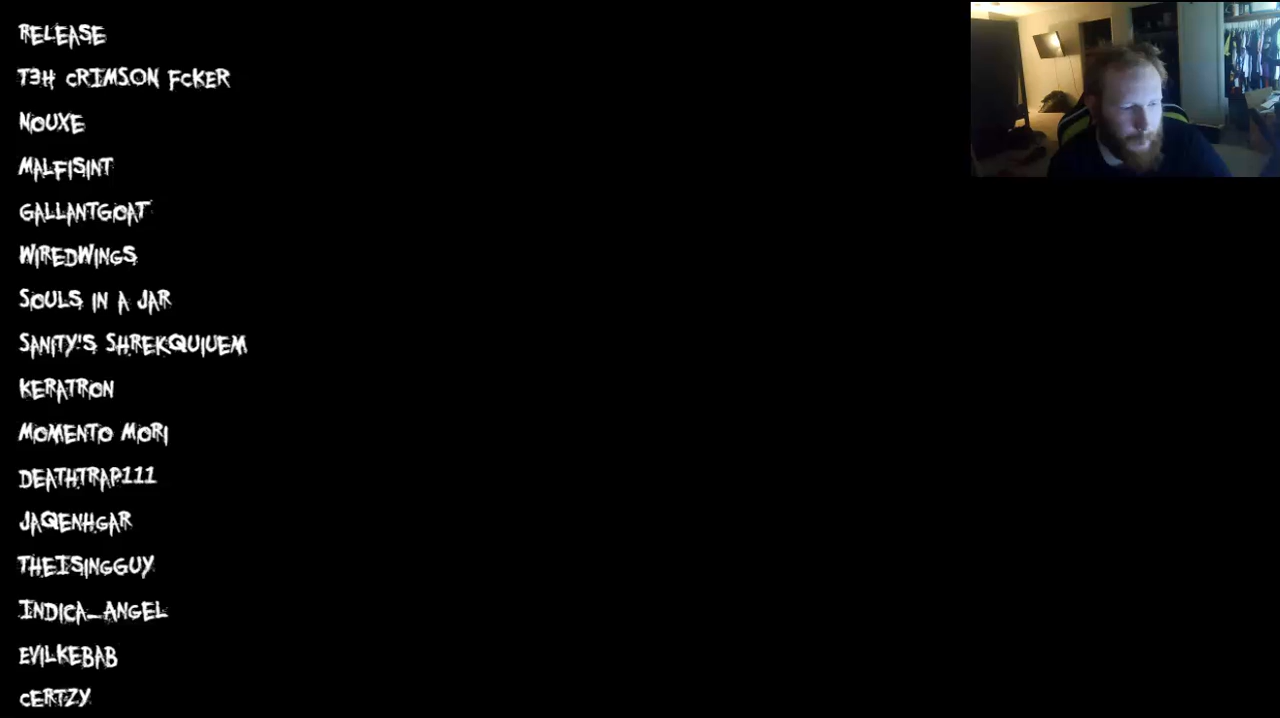 RELEASE
T3H CRIMSON FCKER
NOUXE
MALFISINT
GALLANTGOAT
WIREDWINGS
SOULS IN A JAR
SANITY'S SHREKQUIUEM
KERATRON
MOMENTO MORI
DEATHTRAP111
JAQENHGAR
THEISINGGUY
INDICA_ANGEL
EVILKEBAB
CERTZY